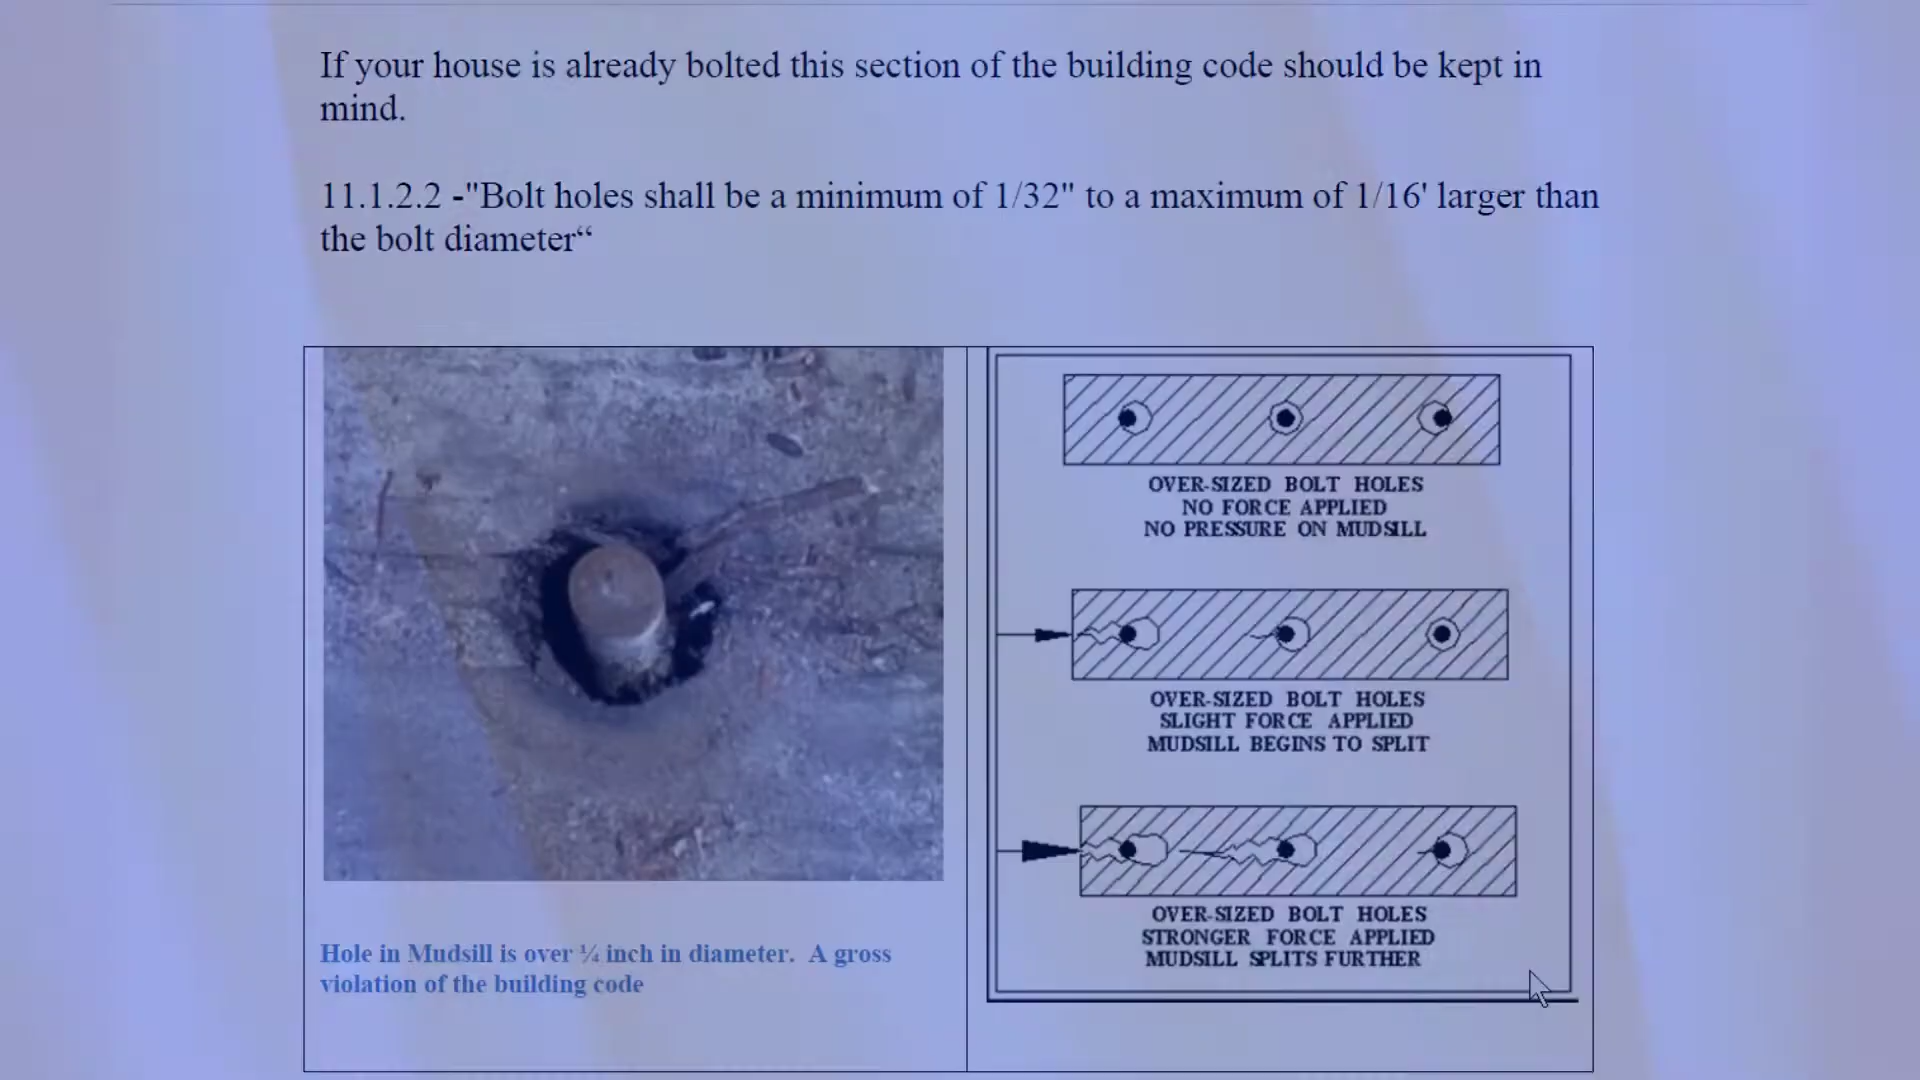 If your house is already bolted this section of the building code should be kept in
mind.
11.1.2.2 -"Bolt holes shall be a minimum of 1/32" to a maximum of 1/16' larger than
the bolt diameter“
OVER-SIZED BOLT HOLES
NO FORCE APPLIED
NO PRESSURE ON MUDSILL
OVER-SIZED BOLT HOLES
SLIGHT FORCE APPLIED
MUDSILL BEGINS TO SPLIT
OVER-SIZED BOLT HOLES
STRONGER FORCE APPLIED
MUDSILL SPLITS FURTHER
Hole in Mudsill is over ¼ inch in diameter. A gross
violation of the building code